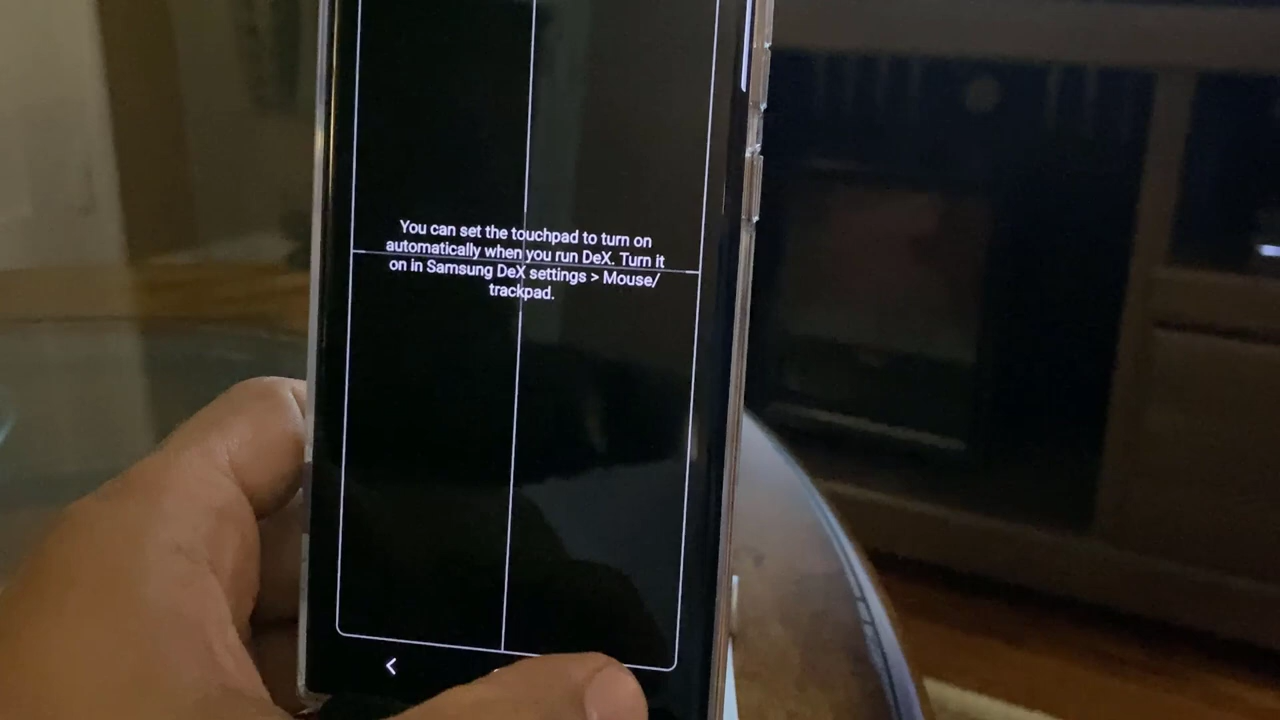 You can set the touchpad to turn on
automatically when you run DeX. Turn it
on in Samsung DeX settings > Mouse/
trackpad.